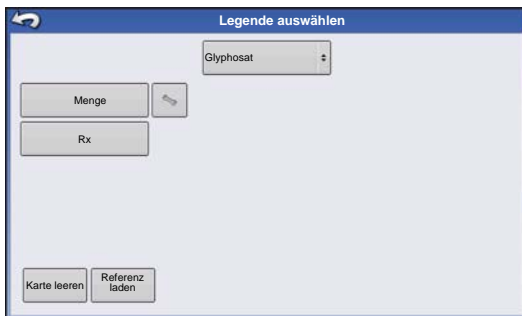 Legende auswählen
Glyphosat
Menge
Rx
Karte leeren
Referenz
laden